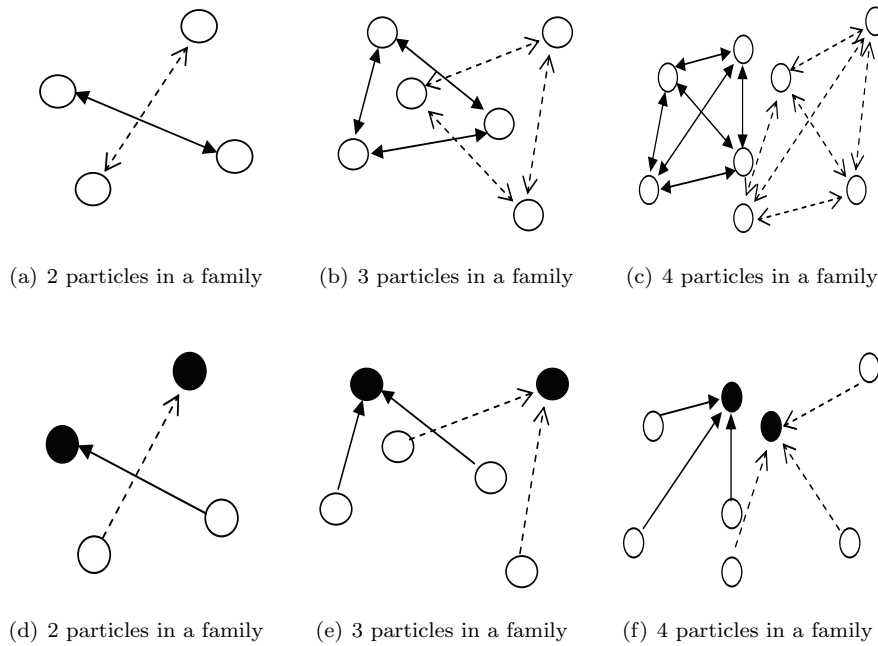 (a) 2 particles in a family
(b) 3 particles in a family
(c) 4 particles in a family
(d) 2 particles in a family
(e) 3 particles in a family
(f) 4 particles in a family